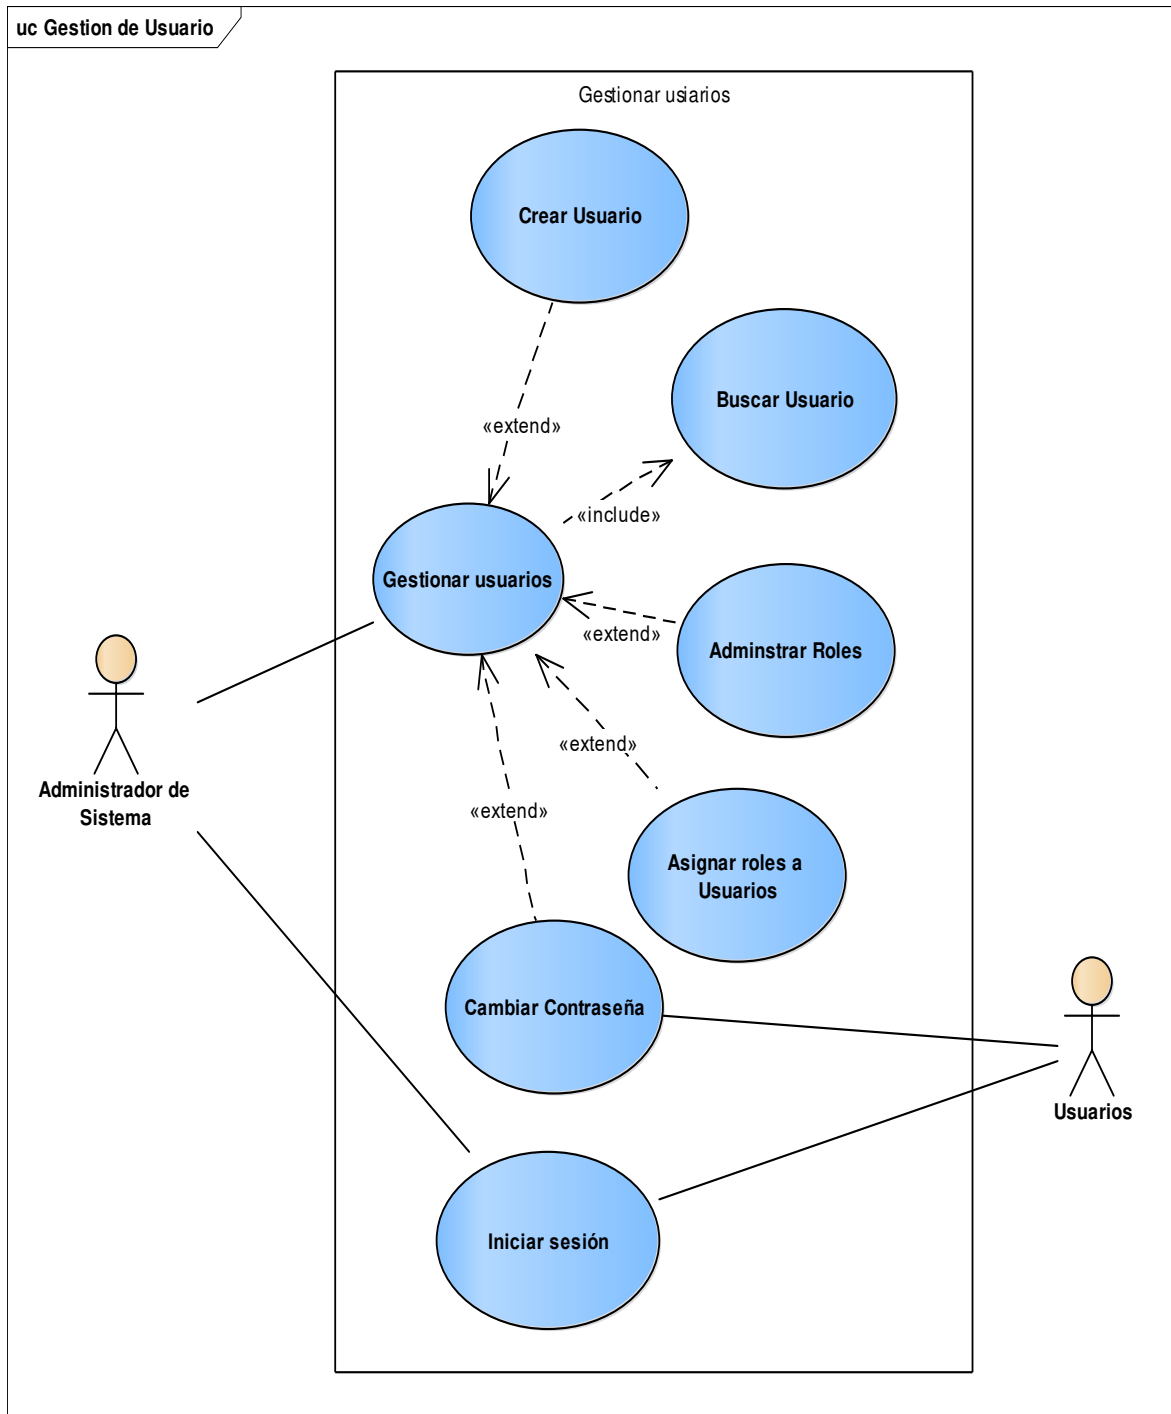 uc Gestion de Usuario
Gestionar usiarios
Crear Usuario
Buscar Usuario
«extend»
«include»
Gestionar usuarios
«extend»
Adminstrar Roles
«extend»
Administrador de
Sistema
«extend»
Asignar roles a
Usuarios
Cambiar Contraseña
Usuarios
Iniciar sesión